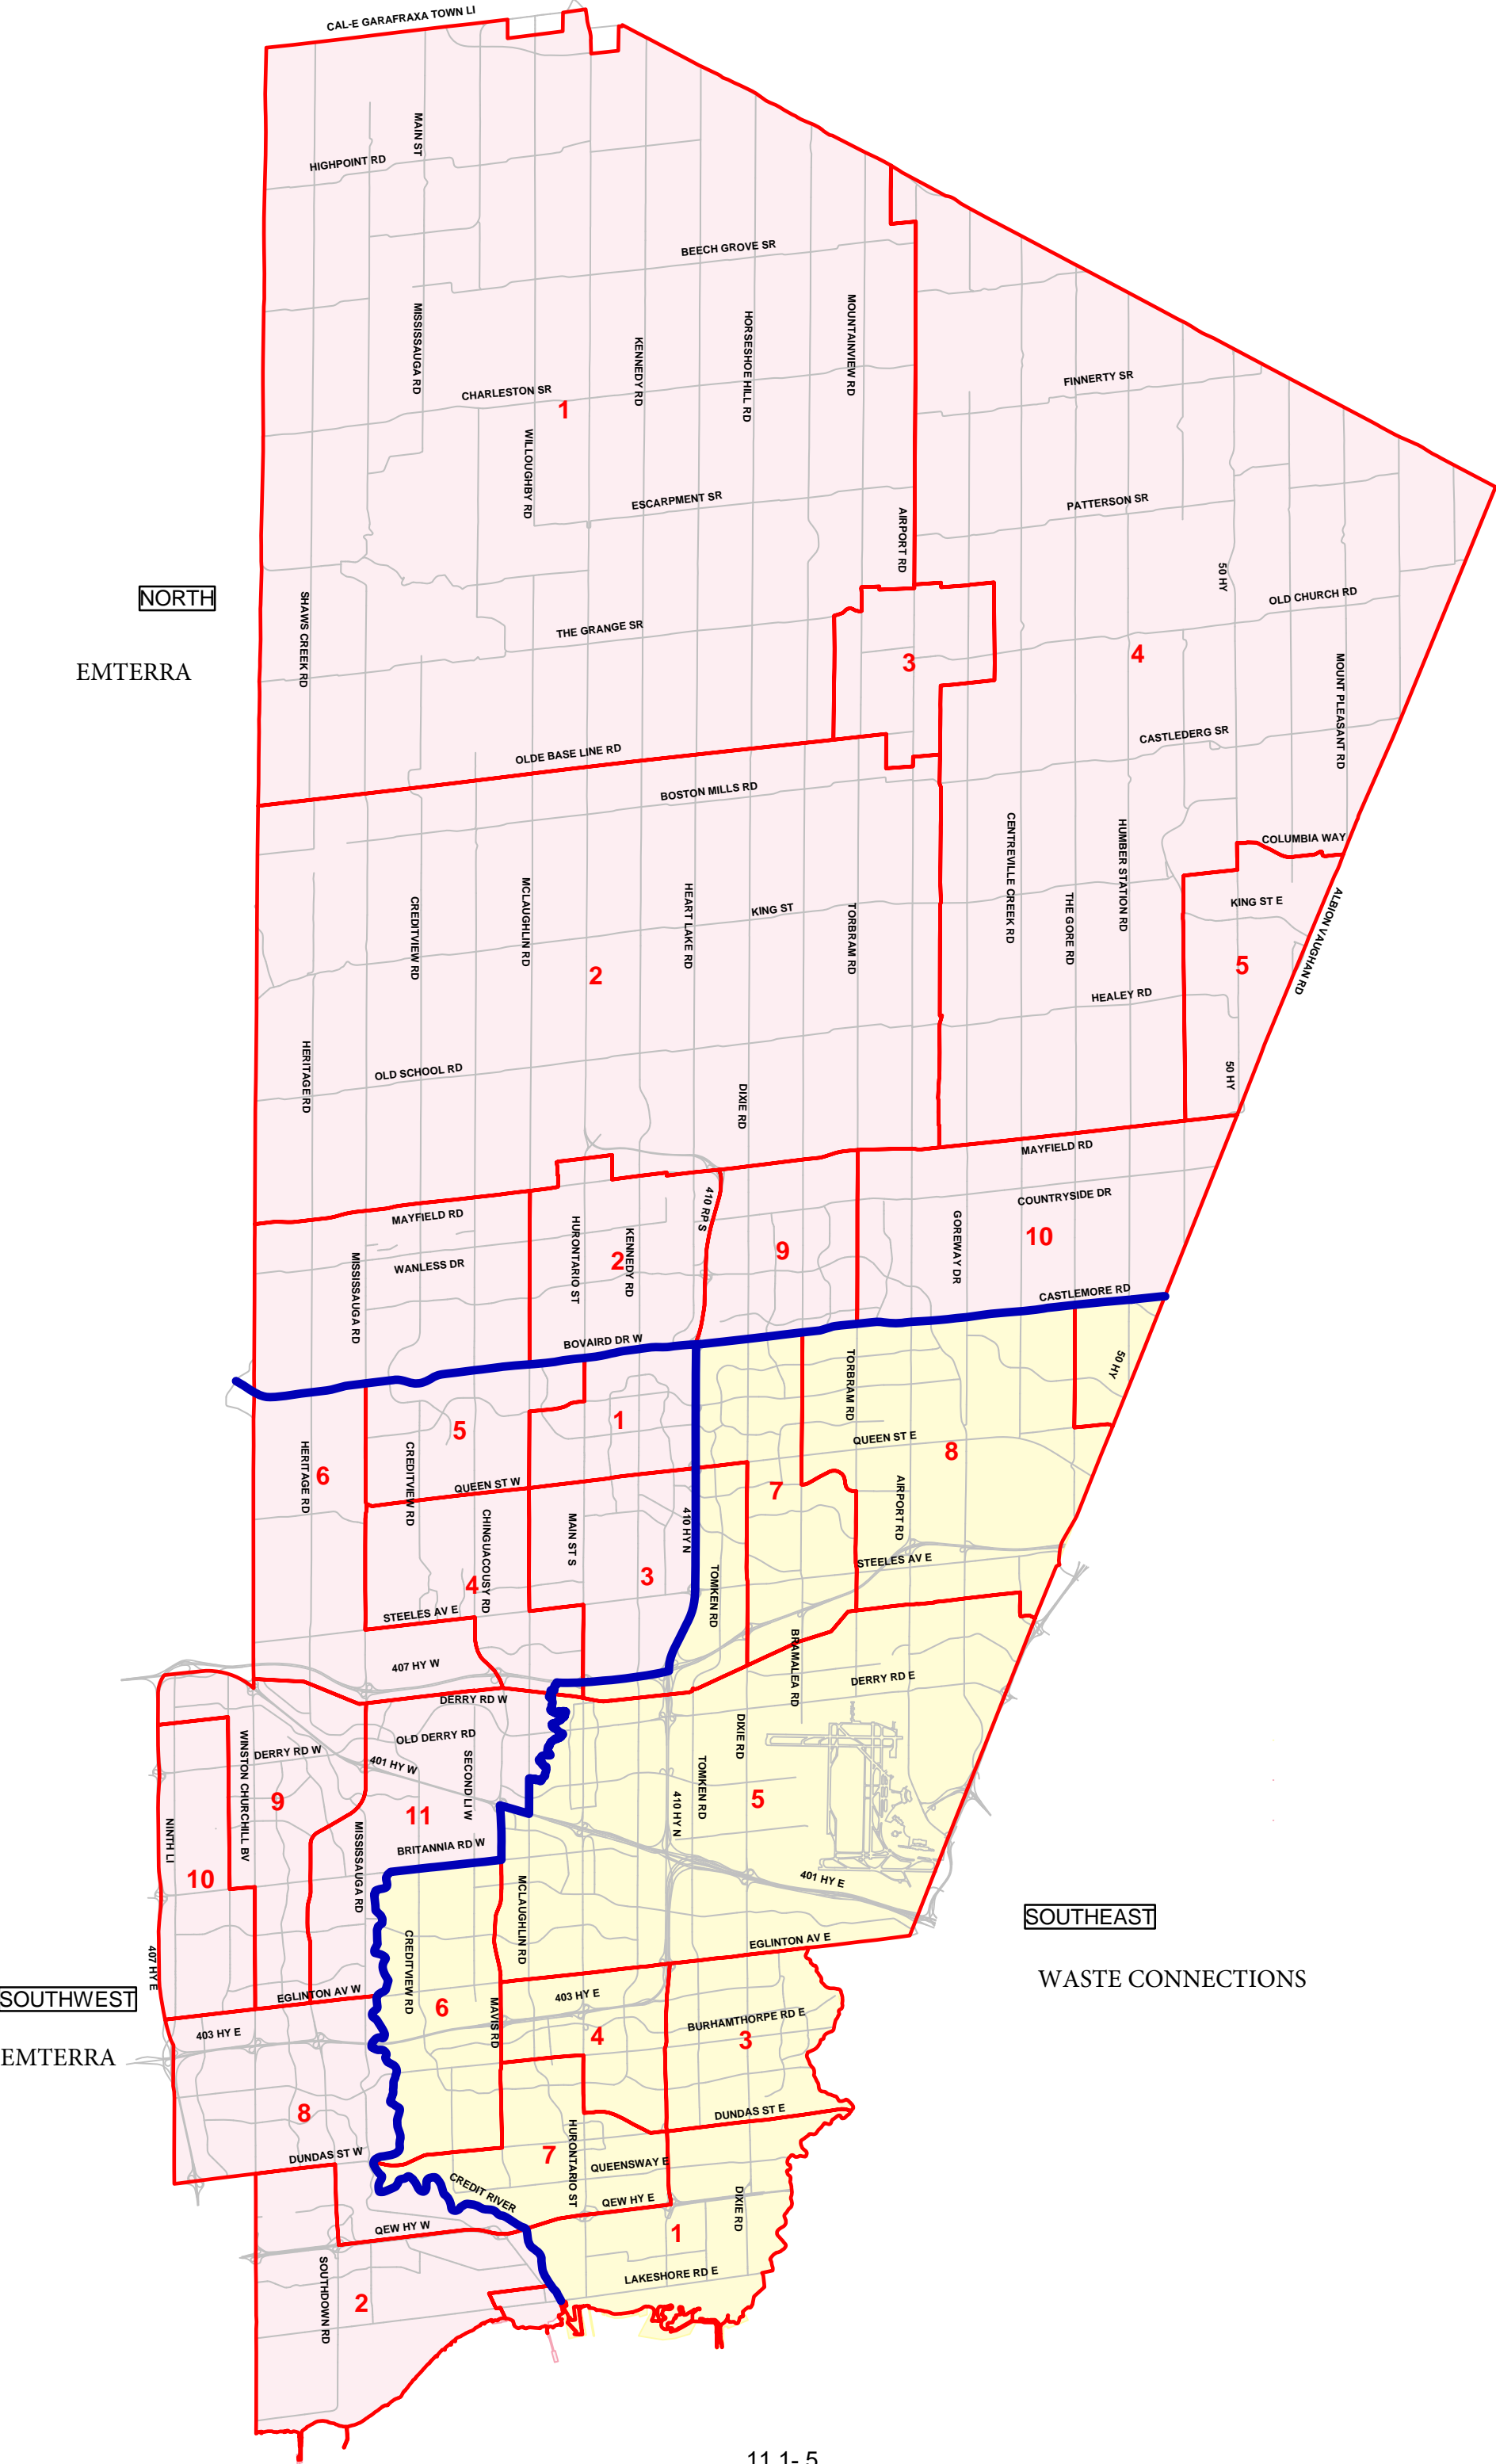 CAL-E GARAFRAXA TOWN LI
MAIN ST
HIGHPOINT RD
BEECH GROVE SR
MISSISSAUGA RD
KENNEDY RD
HORSESHOE HILL RD
MOUNTAINVIEW RD
CHARLESTON SR
FINNERTY SR
1
WILLOUGHBY RD
ESCARPMENT SR
PATTERSON SR
AIRPORT RD
50 HY
OLD CHURCH RD
NORTH
SHAWS CREEK RD
THE GRANGE SR
3
4
EMTERRA
MOUNT PLEASANT RD
CASTLEDERG SR
OLDE BASE LINE RD
BOSTON MILLS RD
CENTREVILLE CREEK RD
HUMBER STATION RD
COLUMBIA WAY
CREDITVIEW RD
MCLAUGHLIN RD
HEART LAKE RD
KING ST
TORBRAM RD
THE GORE RD
KING ST E
ALBION VAUGHAN RD
2
5
HEALEY RD
HERITAGE RD
OLD SCHOOL RD
DIXIE RD
50 HY
MAYFIELD RD
COUNTRYSIDE DR
MAYFIELD RD
410 RP S
HURONTARIO ST
KENNEDY RD
GOREWAY DR
10
MISSISSAUGA RD
WANLESS DR
2
9
CASTLEMORE RD
BOVAIRD DR W
TORBRAM RD
50 HY
5
1
QUEEN ST E
8
HERITAGE RD
6
CREDITVIEW RD
QUEEN ST W
7
AIRPORT RD
CHINGUACOUSY RD
MAIN ST S
410 HY N
STEELES AV E
4
3
TOMKEN RD
STEELES AV E
BRAMALEA RD
407 HY W
DERRY RD E
DERRY RD W
OLD DERRY RD
DIXIE RD
WINSTON CHURCHILL BV
DERRY RD W
401 HY W
SECOND LI W
TOMKEN RD
9
11
410 HY N
5
NINTH LI
MISSISSAUGA RD
BRITANNIA RD W
10
MCLAUGHLIN RD
401 HY E
SOUTHEAST
407 HY E
CREDITVIEW RD
EGLINTON AV E
WASTE CONNECTIONS
SOUTHWEST
EGLINTON AV W
6
MAVIS RD
403 HY E
BURHAMTHORPE RD E
403 HY E
4
3
EMTERRA
8
DUNDAS ST E
DUNDAS ST W
7
HURONTARIO ST
QUEENSWAY E
CREDIT RIVER
QEW HY E
DIXIE RD
QEW HY W
1
SOUTHDOWN RD
LAKESHORE RD E
2
11.1- 5